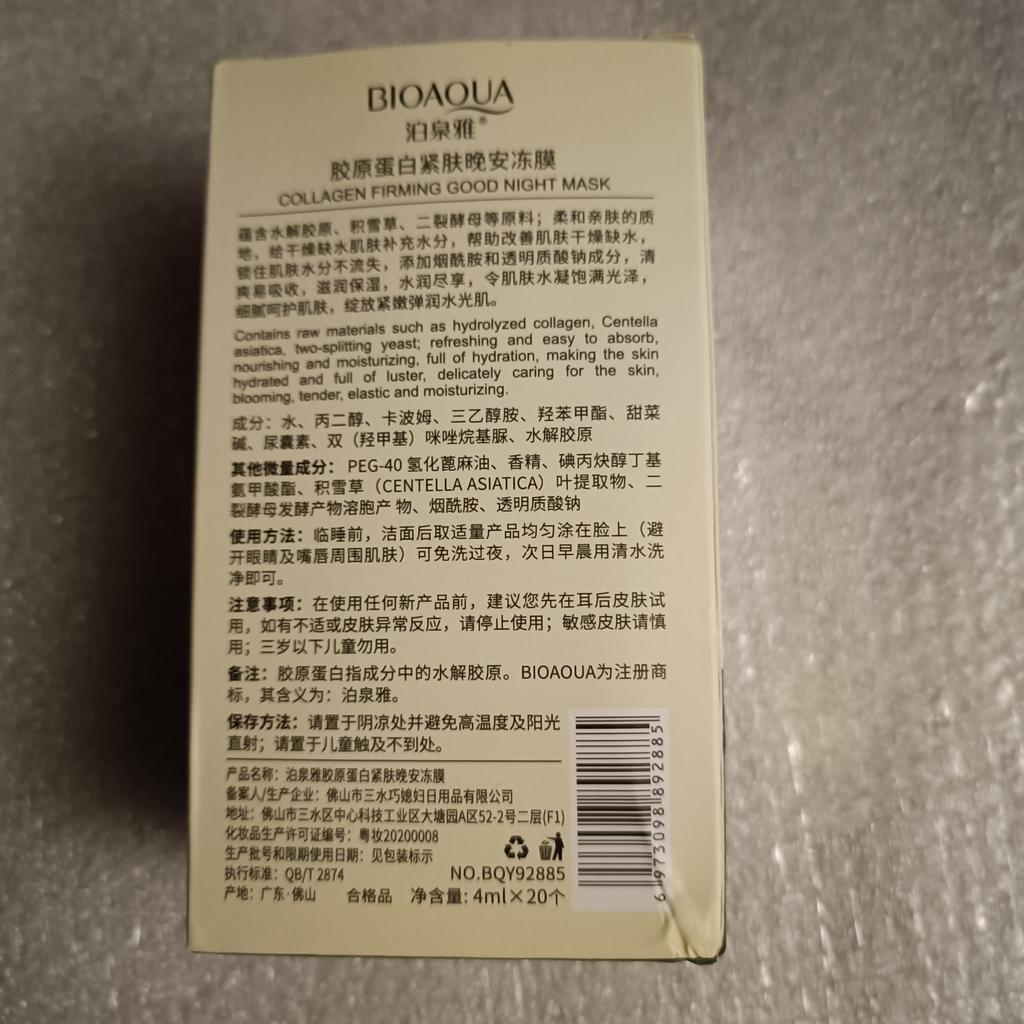 BIOAQUA
泊泉雅®
胶原蛋白紧肤晚安冻膜
COLLAGEN FIRMING GOOD NIGHT MASK
蕴含水解胶原、积雪草、二裂酵母等原料；柔和亲肤的质
地，给干燥缺水肌肤补充水分，帮助改善肌肤干燥缺水，
锁住肌肤水分不流失，添加烟酰胺和透明质酸钠成分，清
爽易吸收，滋润保湿，水润尽享，令肌肤水凝饱满光泽，
细腻呵护肌肤，绽放紧嫩弹润水光肌。
Contains raw materials such as hydrolyzed collagen, Centella
asiatica, two-splitting yeast; refreshing and easy to absorb,
nourishing and moisturizing, full of hydration, making the skin
hydrated and full of luster, delicately caring for the skin,
blooming, tender, elastic and moisturizing.
成分：水、丙二醇、卡波姆、三乙醇胺、羟苯甲酯、甜菜
碱、尿囊素、双（羟甲基）咪唑烷基脲、水解胶原
其他微量成分： PEG-40 氢化蓖麻油、香精、碘丙炔醇丁基
氨甲酸酯、积雪草（CENTELLA ASIATICA）叶提取物、二
裂酵母发酵产物溶胞产 物、烟酰胺、透明质酸钠
使用方法：临睡前，洁面后取适量产品均匀涂在脸上（避
开眼睛及嘴唇周围肌肤）可免洗过夜，次日早晨用清水洗
净即可。
注意事项：在使用任何新产品前，建议您先在耳后皮肤试
用，如有不适或皮肤异常反应，请停止使用；敏感皮肤请慎
用；三岁以下儿童勿用。
备注：胶原蛋白指成分中的水解胶原。BIOAQUA为注册商
标，其含义为：泊泉雅。
保存方法：请置于阴凉处并避免高温度及阳光
直射；请置于儿童触及不到处。
产品名称：泊泉雅胶原蛋白紧肤晚安冻膜
备案人/生产企业：佛山市三水巧媳妇日用品有限公司
地址：佛山市三水区中心科技工业区大塘园A区52-2号二层(F1)
化妆品生产许可证编号：粤妆20200008
生产批号和限期使用日期：见包装标示
执行标准：QB/T 2874
NO.BQY92885
产地：广东·佛山 合格品 净含量: 4ml×20个
6 973098 892885